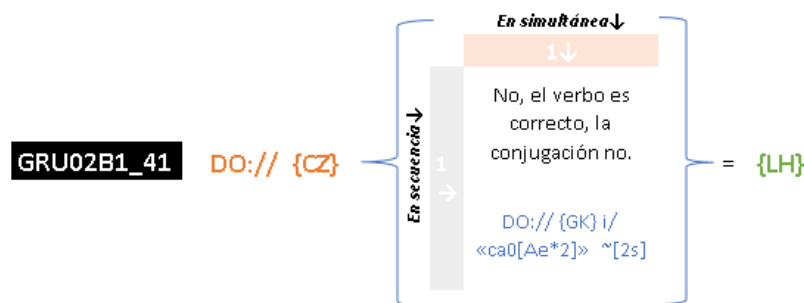 En simultánea↓
1↓
En secuencia↓
1
→
No, el verbo es
correcto, la
conjugación no.
GRU02B1_41 DO:// {CZ} = {LH}
DO:// {GK} i/
«ca0[Ae*2]» ~[2s]